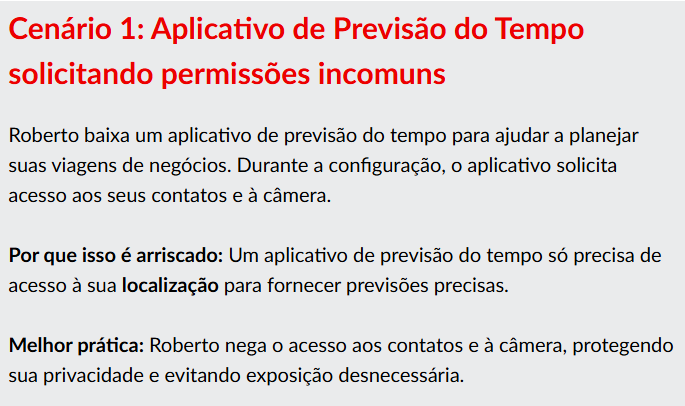 Cenário 1: Aplicativo de Previsão do Tempo
solicitando permissões incomuns
Roberto baixa um aplicativo de previsão do tempo para ajudar a planejar
suas viagens de negócios. Durante a configuração, o aplicativo solicita
acesso aos seus contatos e à câmera.
Por que isso é arriscado: Um aplicativo de previsão do tempo só precisa de
acesso à sua localização para fornecer previsões precisas.
Melhor prática: Roberto nega o acesso aos contatos e à câmera, protegendo
sua privacidade e evitando exposição desnecessária.